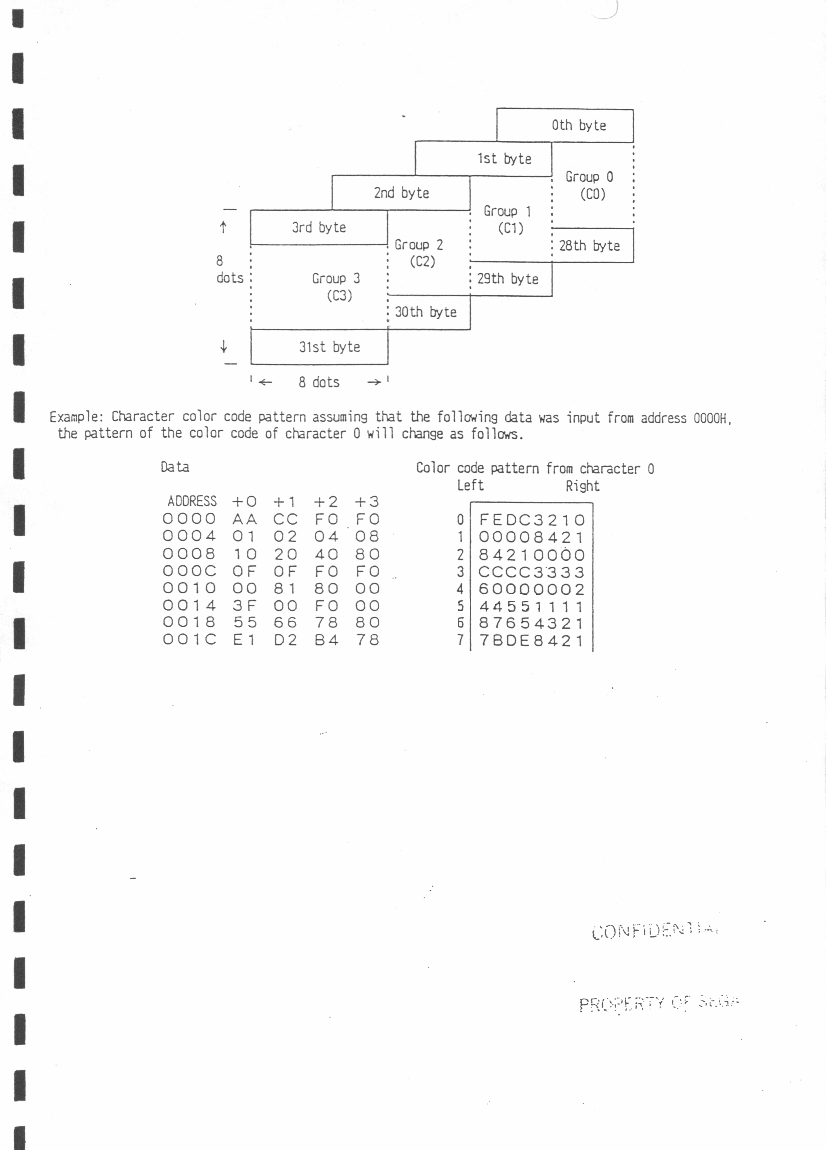 0th byte
1st byte
Group 0
(C0)
2nd byte
Group 1
(C1)
↑
3rd byte
Group 2
(C2)
28th byte
8
dots
Group 3
(C3)
29th byte
30th byte
↓
31st byte
← 8 dots →
Example: Character color code pattern assuming that the following data was input from address 0000H,
the pattern of the color code of character 0 will change as follows.
Data
Color code pattern from character 0
Left Right
ADDRESS +0 +1 +2 +3
0000 AA CC F0 F0 0 FEDC3210
0004 01 02 04 08 1 00008421
0008 10 20 40 80 2 84210000
000C 0F 0F F0 F0 3 CCCC3333
0010 00 81 80 00 4 60000002
0014 3F 00 F0 00 5 44551111
0018 55 66 78 80 6 87654321
001C E1 D2 B4 78 7 7BDE8421
CONFIDENTIAL
PROPERTY OF SEGA